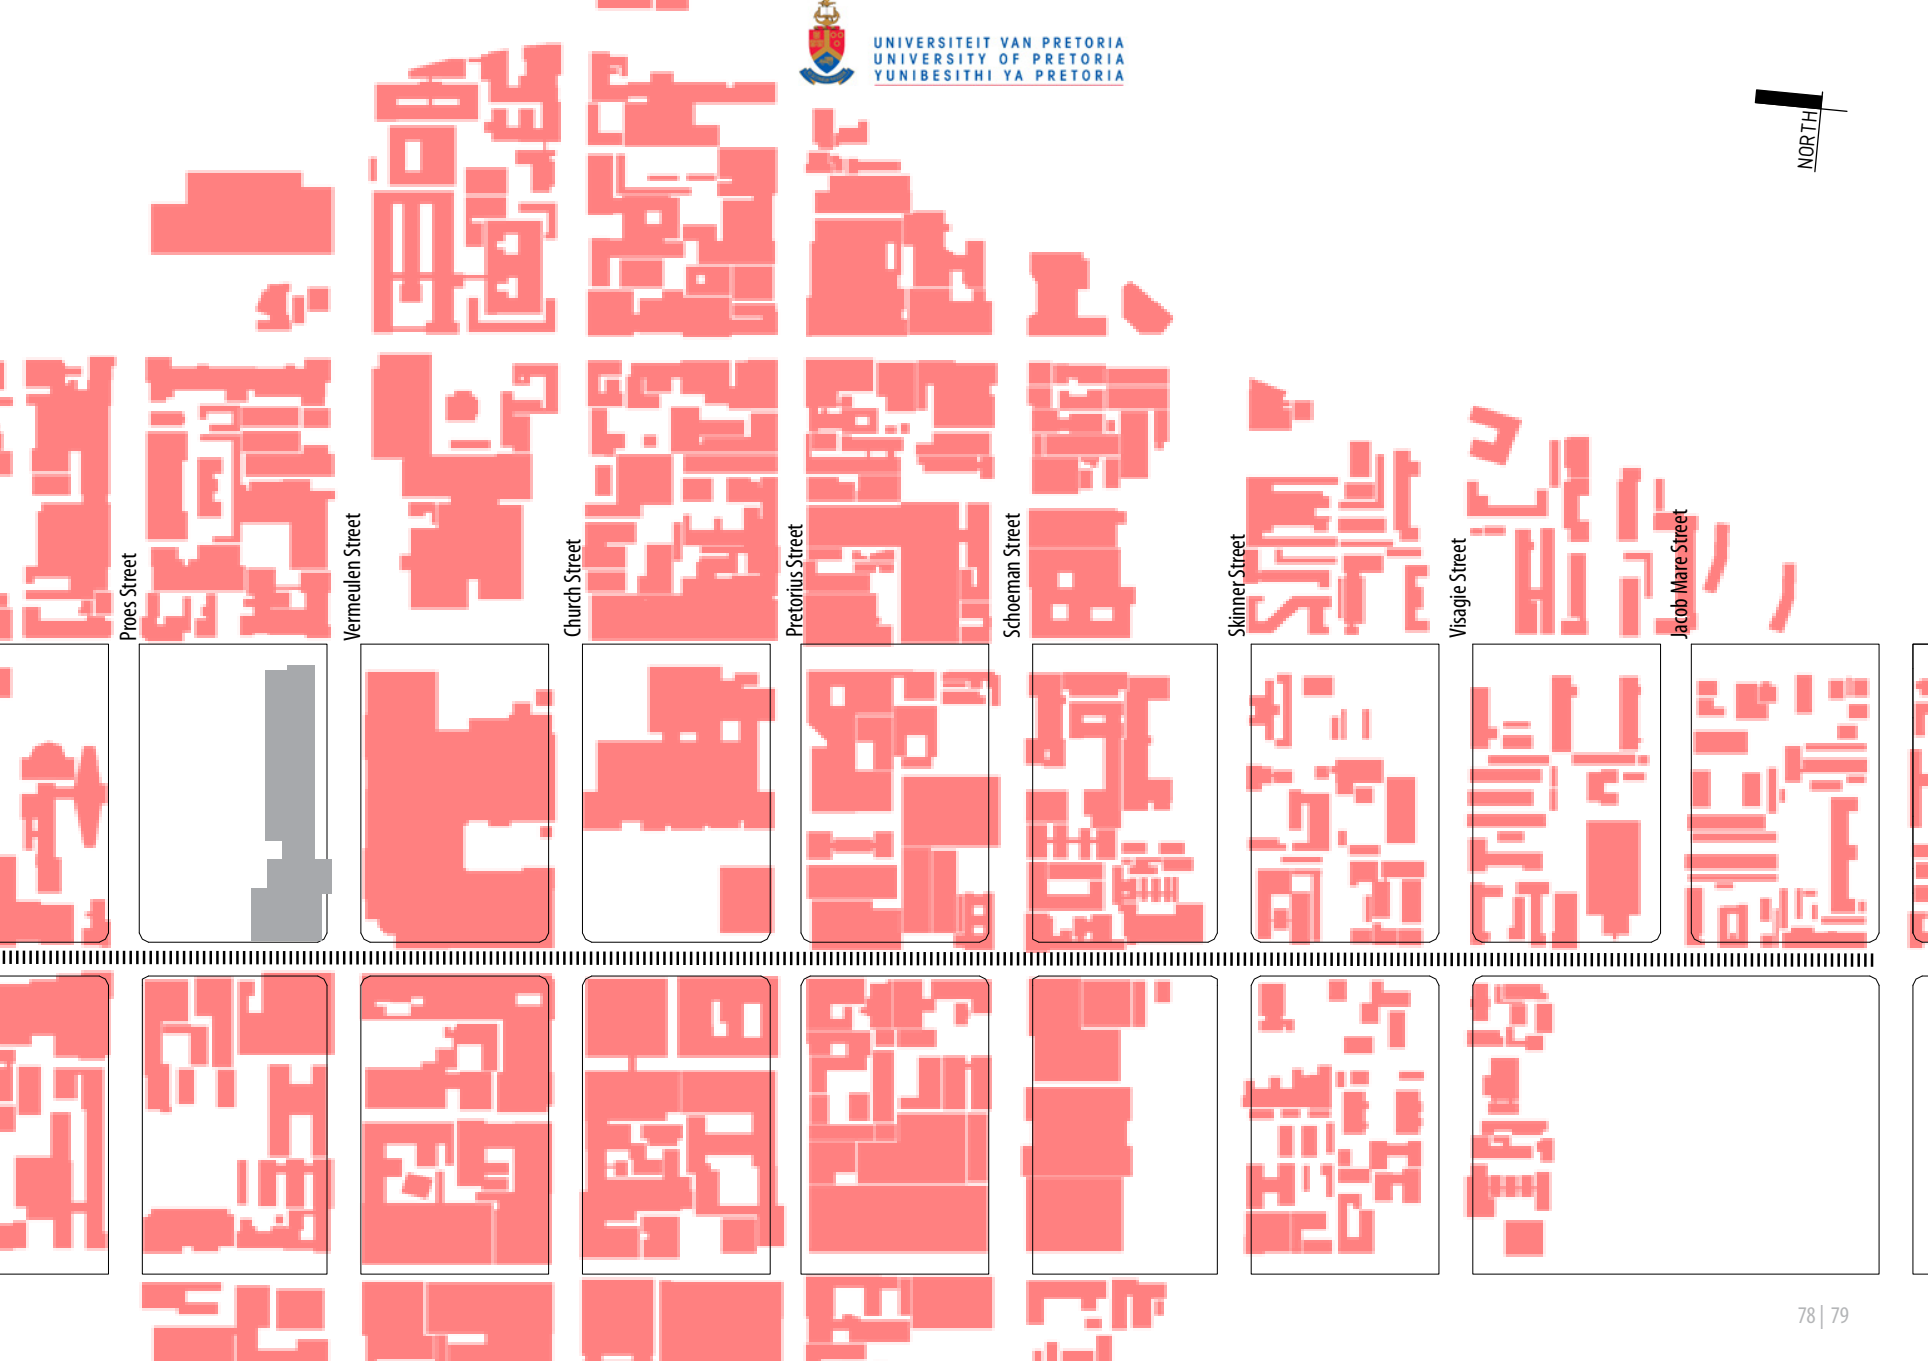 UNIVERSITEIT VAN PRETORIA
UNIVERSITY OF PRETORIA
YUNIBESITHI YA PRETORIA
NORTH
Proes Street
Vermeulen Street
Church Street
Pretorius Street
Schoeman Street
Skinner Street
Visagie Street
Jacob Mare Street
78 | 79